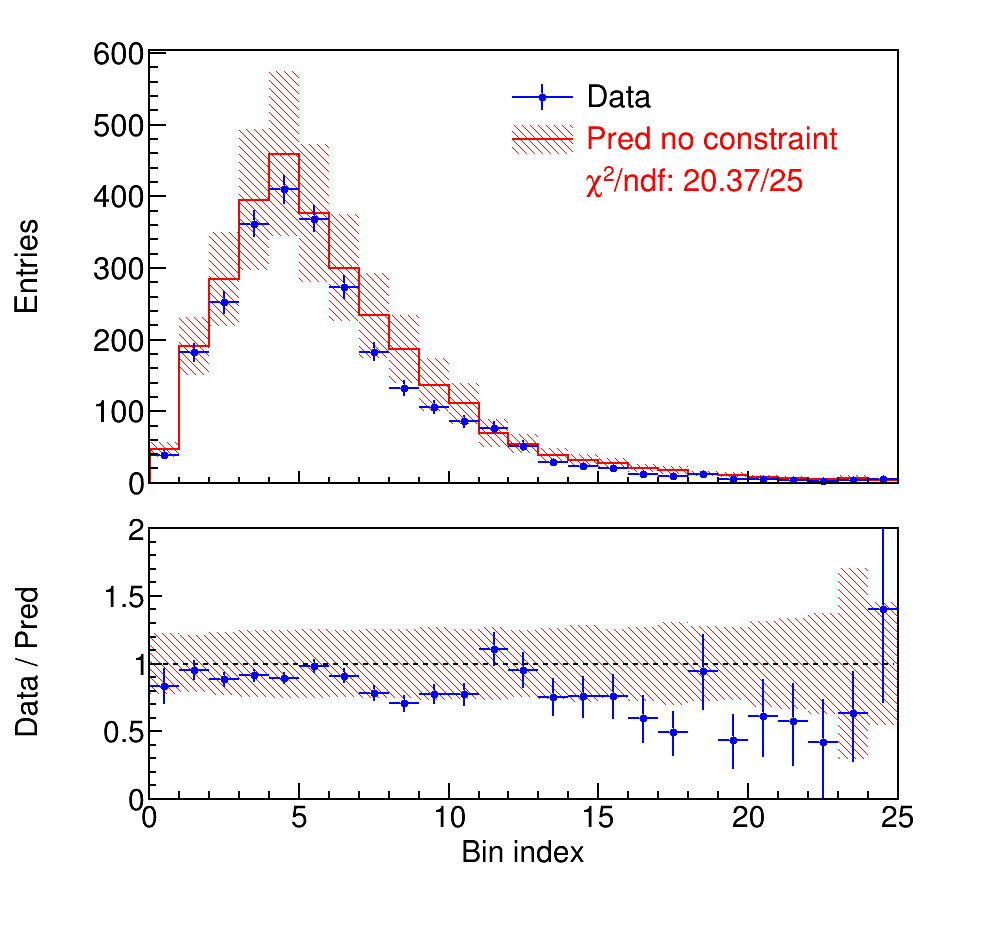 600
500
400
300
200
100
0
Entries
Data
Pred no constraint
χ²/ndf: 20.37/25
2
1.5
1
0.5
0
Data / Pred
0 5 10 15 20 25
Bin index